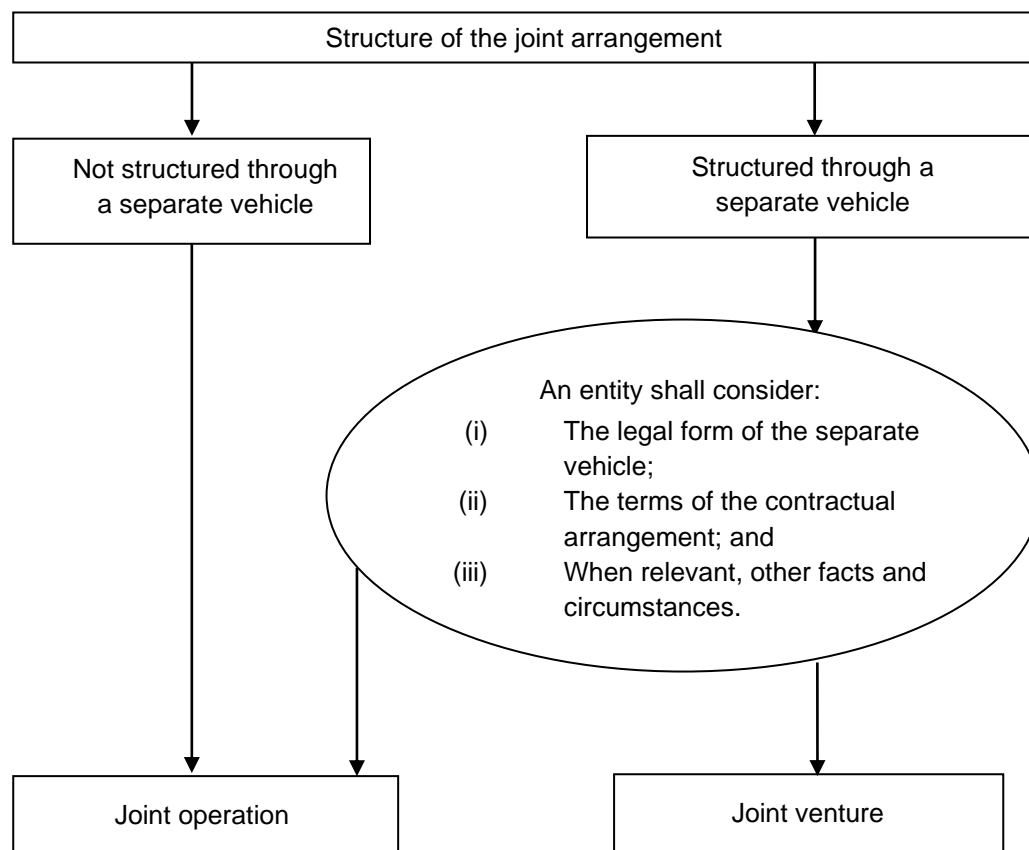 Structure of the joint arrangement
Not structured through
a separate vehicle
Structured through a
separate vehicle
An entity shall consider:
(i) The legal form of the separate
vehicle;
(ii) The terms of the contractual
arrangement; and
(iii) When relevant, other facts and
circumstances.
Joint operation
Joint venture